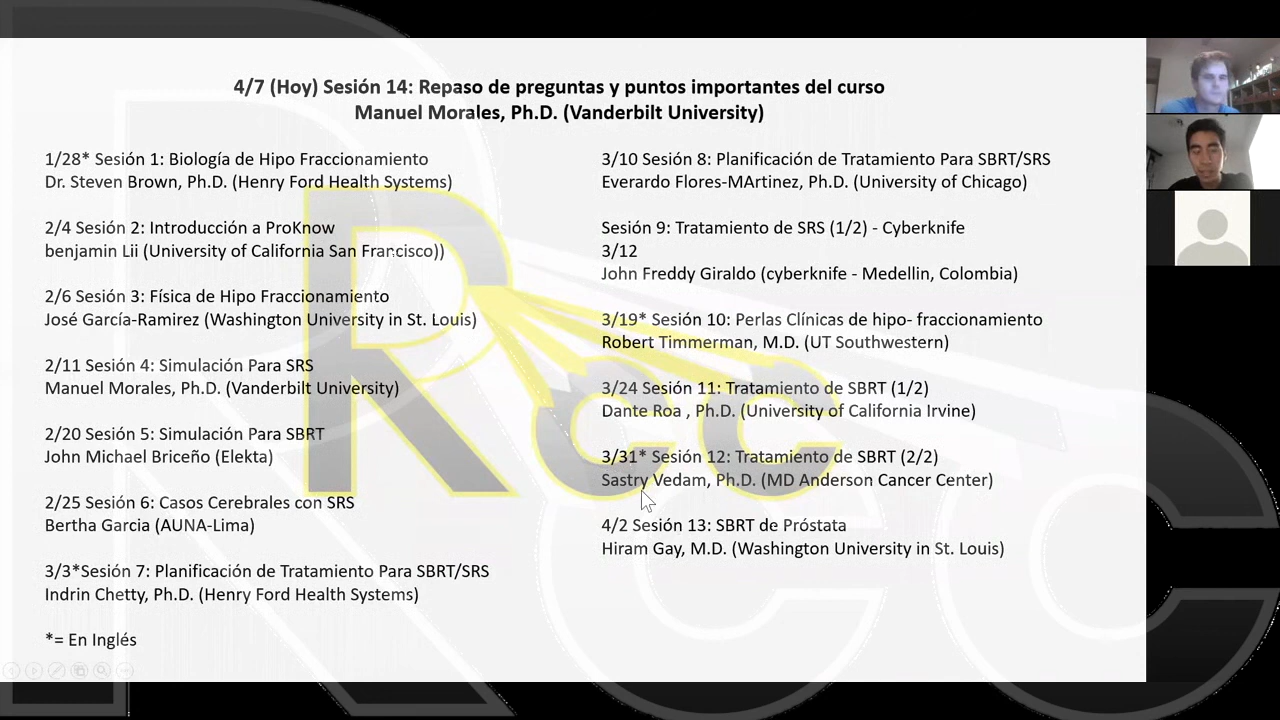 4/7 (Hoy) Sesión 14: Repaso de preguntas y puntos importantes del curso
Manuel Morales, Ph.D. (Vanderbilt University)
1/28* Sesión 1: Biología de Hipo Fraccionamiento
Dr. Steven Brown, Ph.D. (Henry Ford Health Systems)
2/4 Sesión 2: Introducción a ProKnow
benjamin Lii (University of California San Francisco))
2/6 Sesión 3: Física de Hipo Fraccionamiento
José García-Ramirez (Washington University in St. Louis)
2/11 Sesión 4: Simulación Para SRS
Manuel Morales, Ph.D. (Vanderbilt University)
2/20 Sesión 5: Simulación Para SBRT
John Michael Briceño (Elekta)
2/25 Sesión 6: Casos Cerebrales con SRS
Bertha Garcia (AUNA-Lima)
3/3*Sesión 7: Planificación de Tratamiento Para SBRT/SRS
Indrin Chetty, Ph.D. (Henry Ford Health Systems)
*= En Inglés
3/10 Sesión 8: Planificación de Tratamiento Para SBRT/SRS
Everardo Flores-MArtinez, Ph.D. (University of Chicago)
Sesión 9: Tratamiento de SRS (1/2) - Cyberknife
3/12
John Freddy Giraldo (cyberknife - Medellin, Colombia)
3/19* Sesión 10: Perlas Clínicas de hipo- fraccionamiento
Robert Timmerman, M.D. (UT Southwestern)
3/24 Sesión 11: Tratamiento de SBRT (1/2)
Dante Roa , Ph.D. (University of California Irvine)
3/31* Sesión 12: Tratamiento de SBRT (2/2)
Sastry Vedam, Ph.D. (MD Anderson Cancer Center)
4/2 Sesión 13: SBRT de Próstata
Hiram Gay, M.D. (Washington University in St. Louis)
Rcc
Rcc